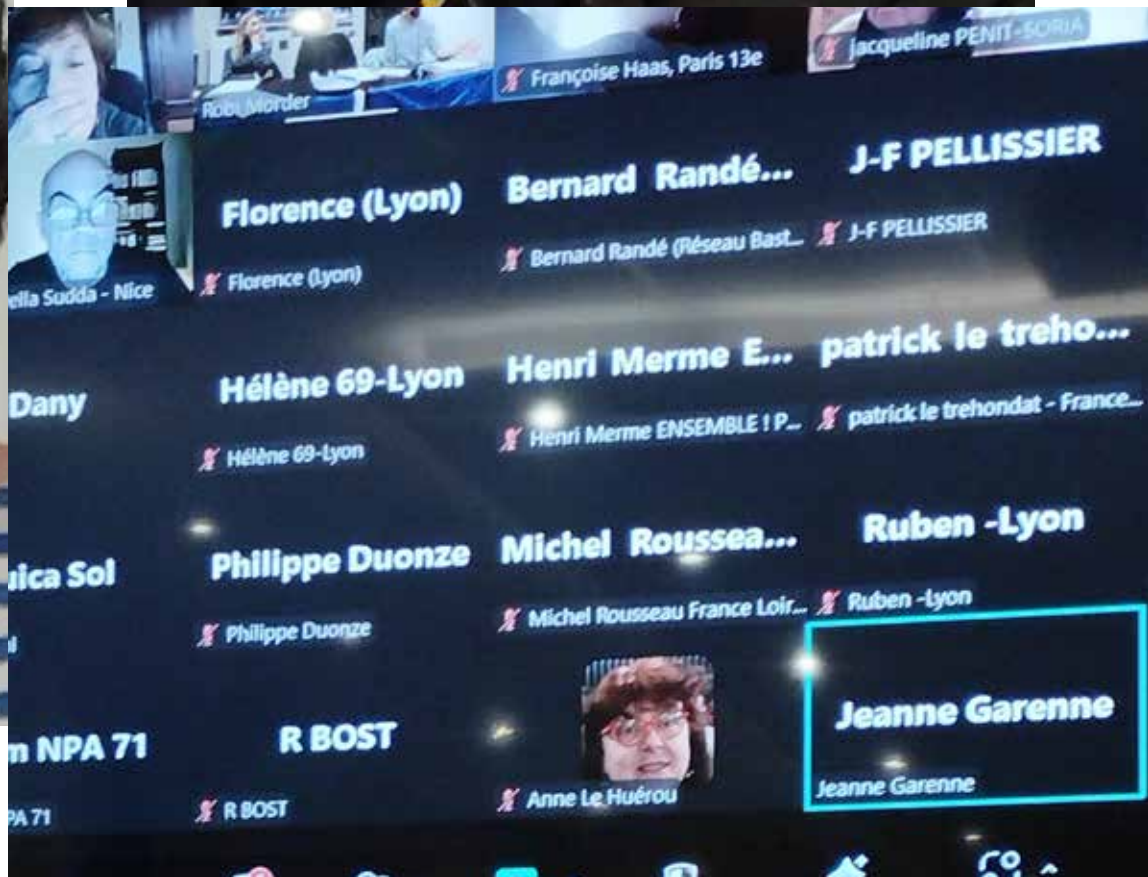 Robi Morder
Françoise Haas, Paris 13e
Jacqueline PENIT-SORIA
ella Sudda - Nice
Florence (Lyon)
Florence (Lyon)
Bernard Randé...
Bernard Randé (Réseau Bast...
J-F PELLISSIER
J-F PELLISSIER
Dany
Hélène 69-Lyon
Hélène 69-Lyon
Henri Merme E...
Henri Merme ENSEMBLE ! P...
patrick le treho...
patrick le trehondat - France...
ica Sol
Philippe Duonze
Philippe Duonze
Michel Roussea...
Michel Rousseau France Loir...
Ruben -Lyon
Ruben -Lyon
m NPA 71
PA 71
R BOST
R BOST
Anne Le Huérou
Jeanne Garenne
Jeanne Garenne